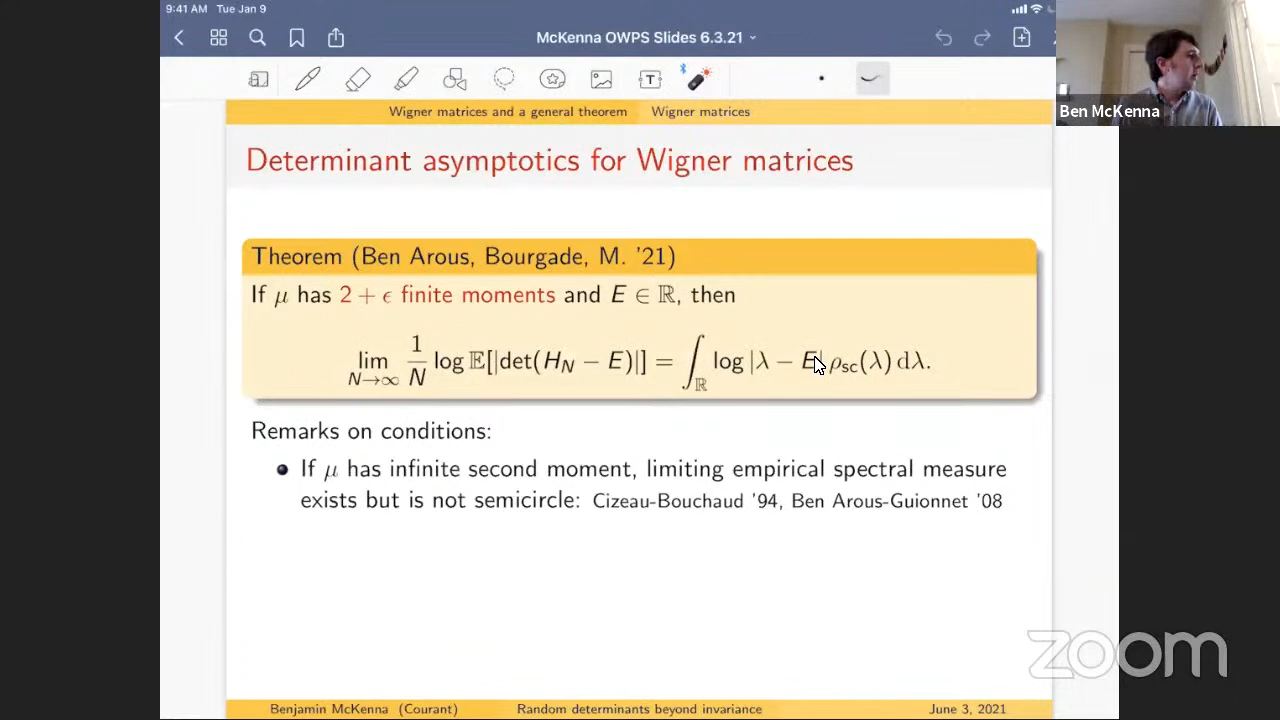 9:41 AM Tue Jan 9
McKenna OWPS Slides 6.3.21
T
Ben McKenna
Wigner matrices and a general theorem Wigner matrices
Determinant asymptotics for Wigner matrices
Theorem (Ben Arous, Bourgade, M. '21)
If μ has 2 + ϵ finite moments and E ∈ ℝ, then
lim_{N→∞} 1/N log 𝔼[|det(H_N − E)|] = ∫_ℝ log |λ − E| ρ_sc(λ) dλ.
Remarks on conditions:
If μ has infinite second moment, limiting empirical spectral measure
exists but is not semicircle: Cizeau-Bouchaud '94, Ben Arous-Guionnet '08
zoom
Benjamin McKenna (Courant) Random determinants beyond invariance June 3, 2021